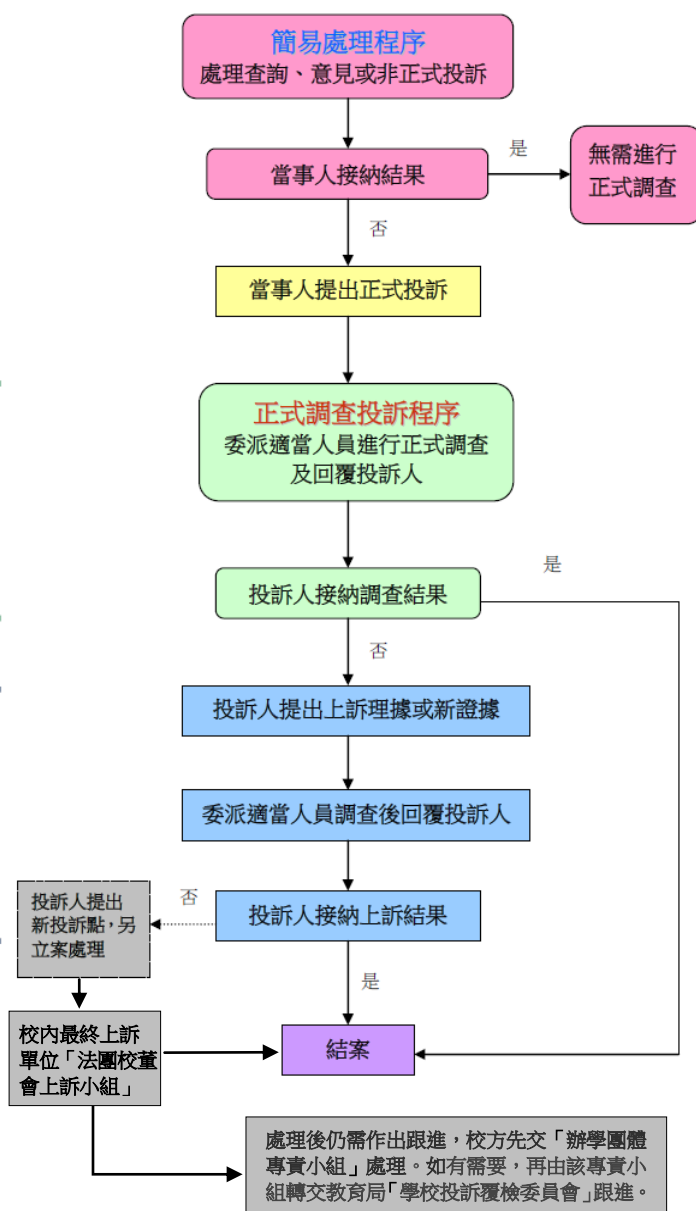 簡易處理程序
處理查詢、意見或非正式投訴
是
當事人接納結果
無需進行
正式調查
否
當事人提出正式投訴
正式調查投訴程序
委派適當人員進行正式調查
及回覆投訴人
是
投訴人接納調查結果
否
投訴人提出上訴理據或新證據
委派適當人員調查後回覆投訴人
否
投訴人接納上訴結果
投訴人提出
新投訴點，另
立案處理
是
校內最終上訴
單位「法團校董
會上訴小組」
結案
處理後仍需作出跟進，校方先交「辦學團體
專責小組」處理。如有需要，再由該專責小
組轉交教育局「學校投訴覆檢委員會」跟進。